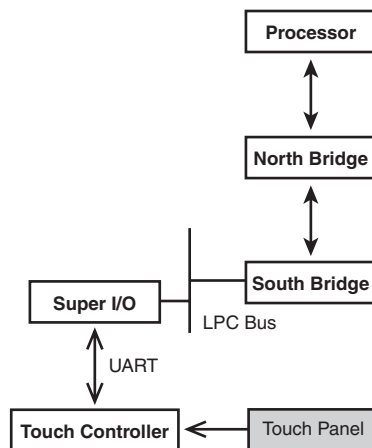 Processor
North Bridge
South Bridge
Super I/O
LPC Bus
UART
Touch Controller
Touch Panel